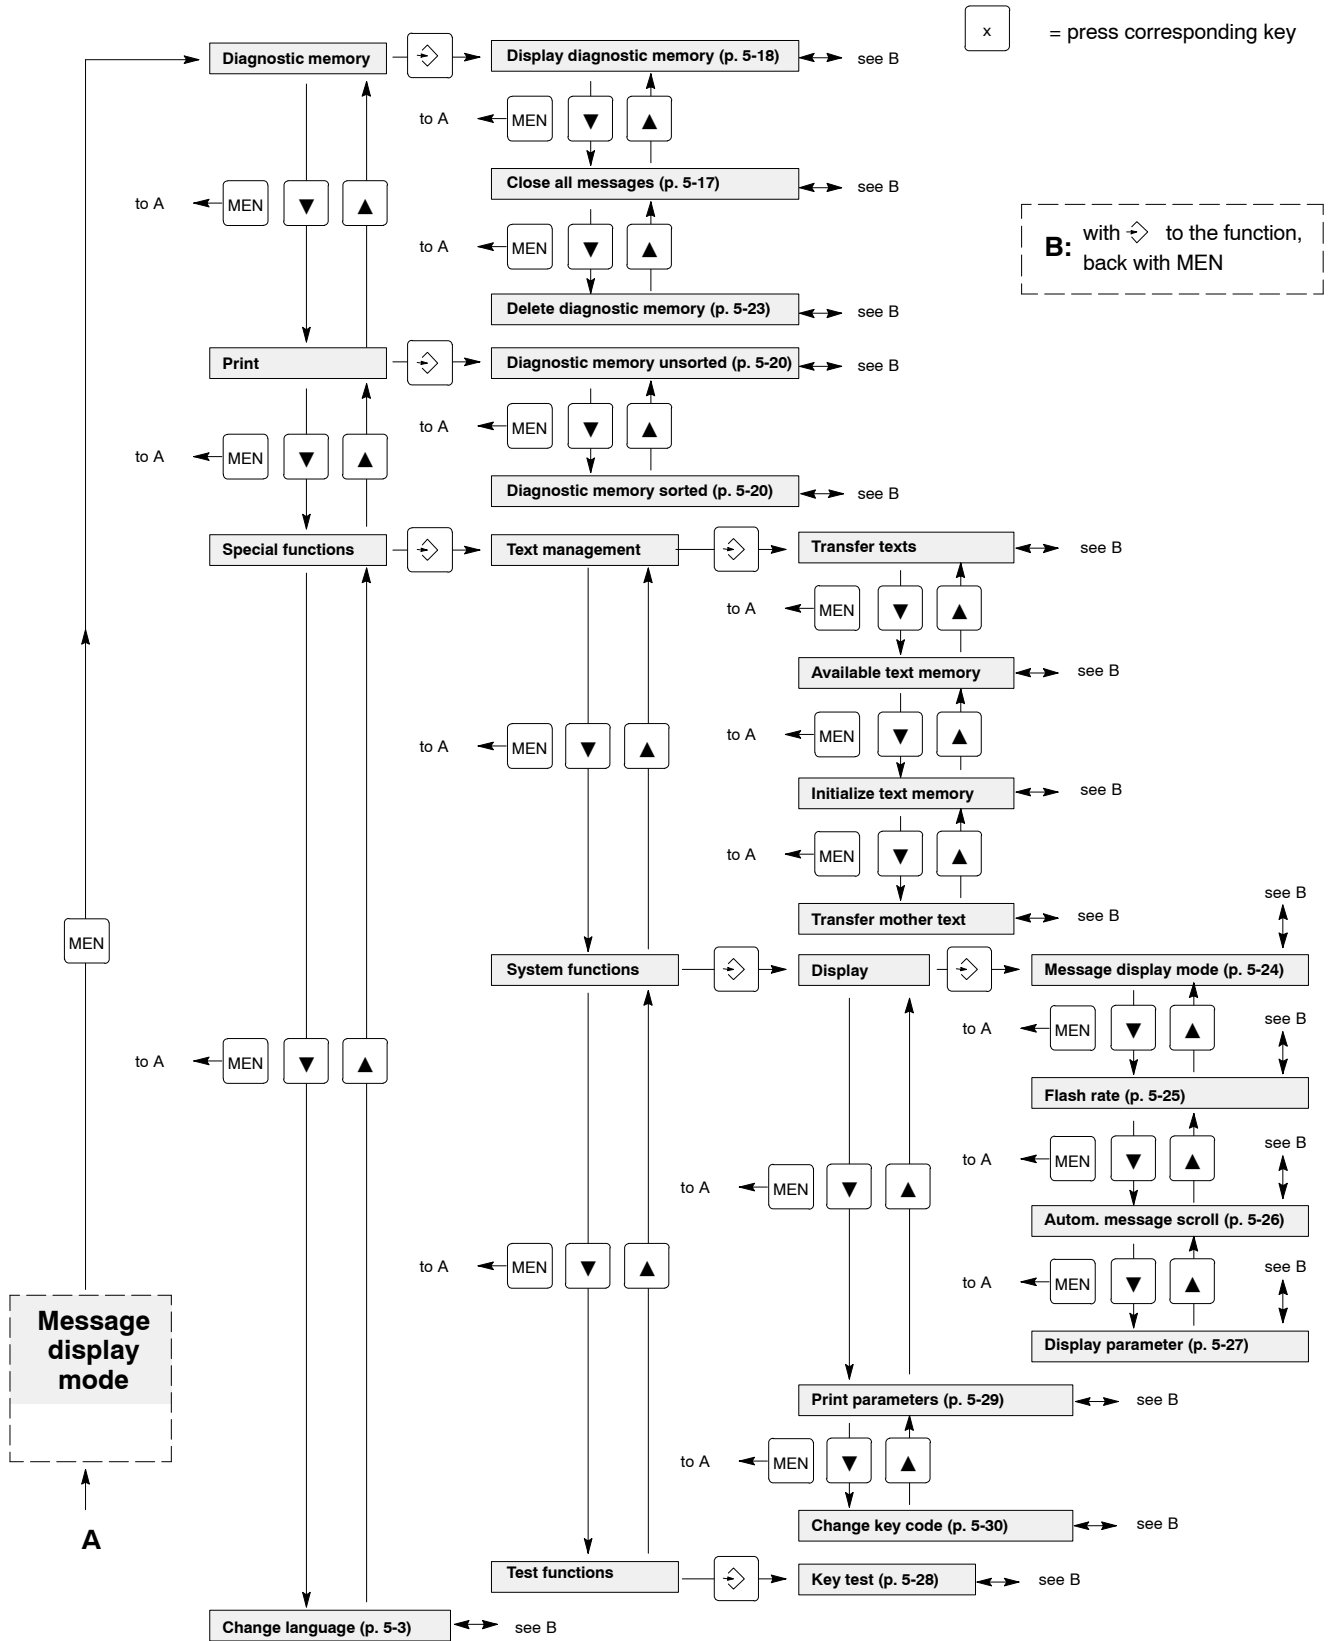 x
= press corresponding key
Diagnostic memory
Display diagnostic memory (p. 5-18)
see B
to A
MEN
▼
▲
Close all messages (p. 5-17)
see B
to A
MEN
▼
▲
B: with to the function,
back with MEN
to A
MEN
▼
▲
Delete diagnostic memory (p. 5-23)
see B
Print
Diagnostic memory unsorted (p. 5-20)
see B
to A
MEN
▼
▲
to A
MEN
▼
▲
Diagnostic memory sorted (p. 5-20)
see B
Special functions
Text management
Transfer texts
see B
to A
MEN
▼
▲
Available text memory
see B
to A
MEN
▼
▲
to A
MEN
▼
▲
Initialize text memory
see B
to A
MEN
▼
▲
Transfer mother text
see B
see B
MEN
System functions
Display
Message display mode (p. 5-24)
to A
MEN
▼
▲
see B
to A
MEN
▼
▲
Flash rate (p. 5-25)
to A
MEN
▼
▲
see B
to A
MEN
▼
▲
Autom. message scroll (p. 5-26)
to A
MEN
▼
▲
to A
MEN
▼
▲
see B
Display parameter (p. 5-27)
Message
display
mode
Print parameters (p. 5-29)
see B
to A
MEN
▼
▲
Change key code (p. 5-30)
see B
A
Test functions
Key test (p. 5-28)
see B
Change language (p. 5-3)
see B